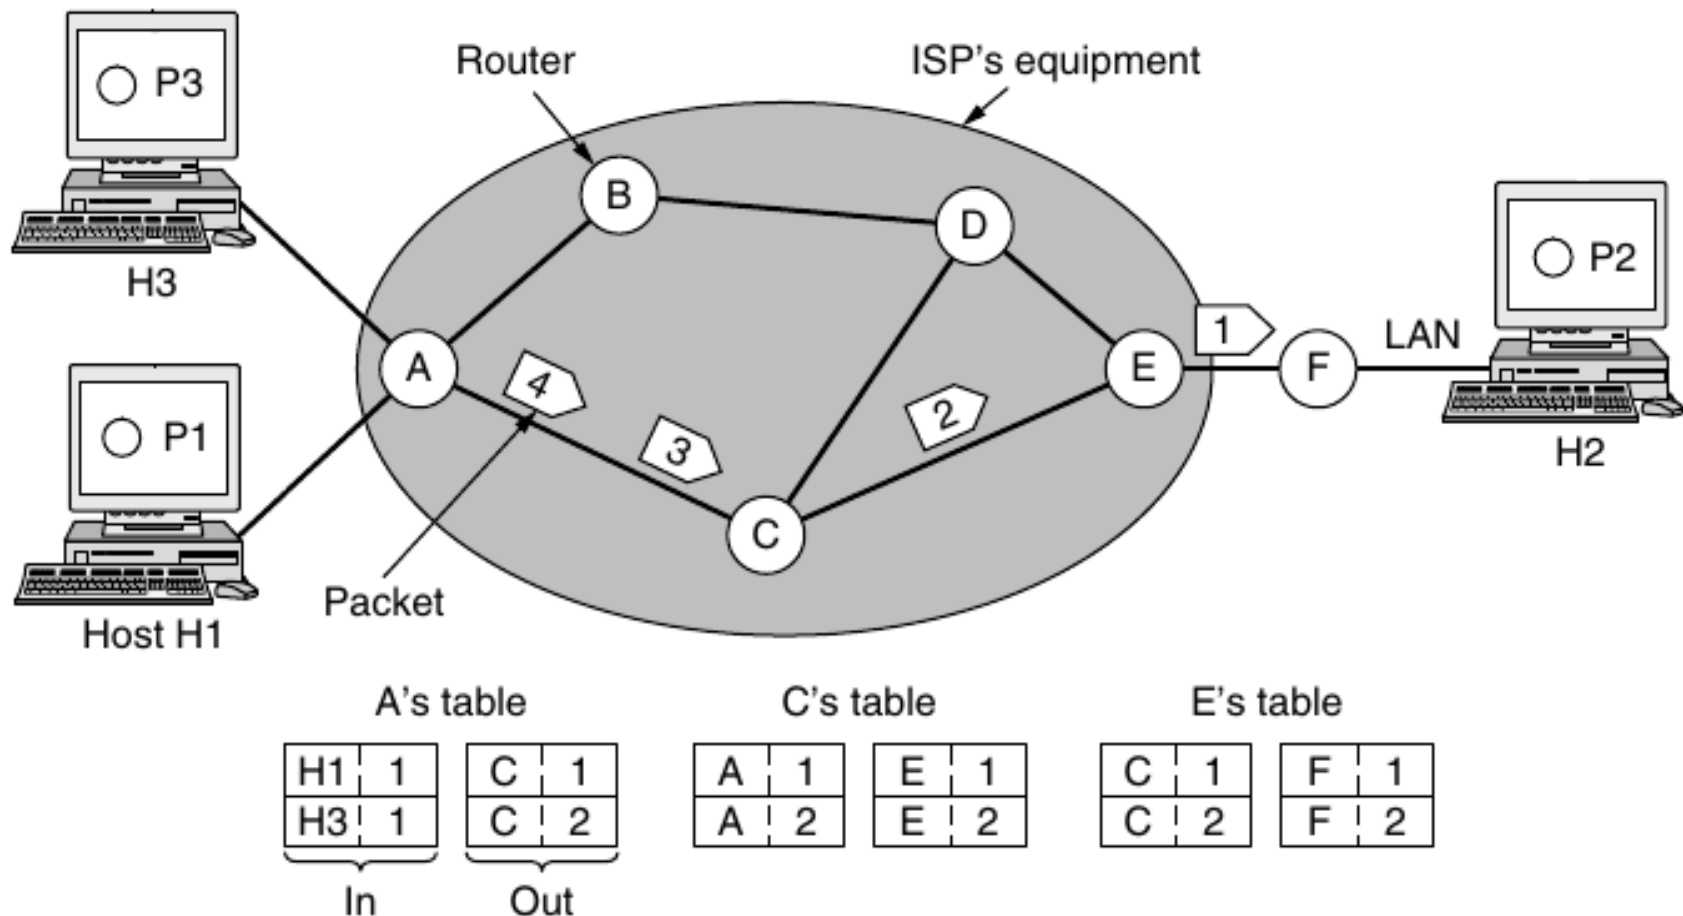 Router
ISP's equipment
P3
B
D
P2
H3
1
LAN
A
4
E
F
P1
3
2
H2
C
Packet
Host H1
A's table
C's table
E's table
H1 1 C 1 A 1 E 1 C 1 F 1
H3 1 C 2 A 2 E 2 C 2 F 2
In
Out